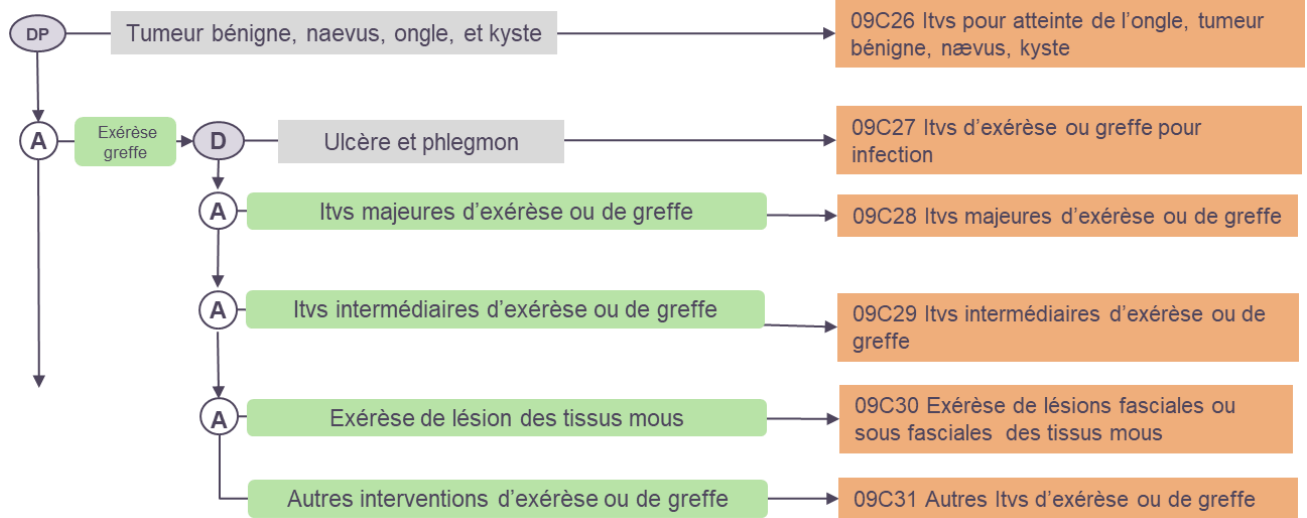 DP
Tumeur bénigne, naevus, ongle, et kyste
09C26 Itvs pour atteinte de l’ongle, tumeur
bénigne, nævus, kyste
A
Exérèse
greffe
D
Ulcère et phlegmon
09C27 Itvs d’exérèse ou greffe pour
infection
A
Itvs majeures d’exérèse ou de greffe
09C28 Itvs majeures d’exérèse ou de greffe
A
Itvs intermédiaires d’exérèse ou de greffe
09C29 Itvs intermédiaires d’exérèse ou de
greffe
A
Exérèse de lésion des tissus mous
09C30 Exérèse de lésions fasciales ou
sous fasciales des tissus mous
Autres interventions d’exérèse ou de greffe
09C31 Autres Itvs d’exérèse ou de greffe